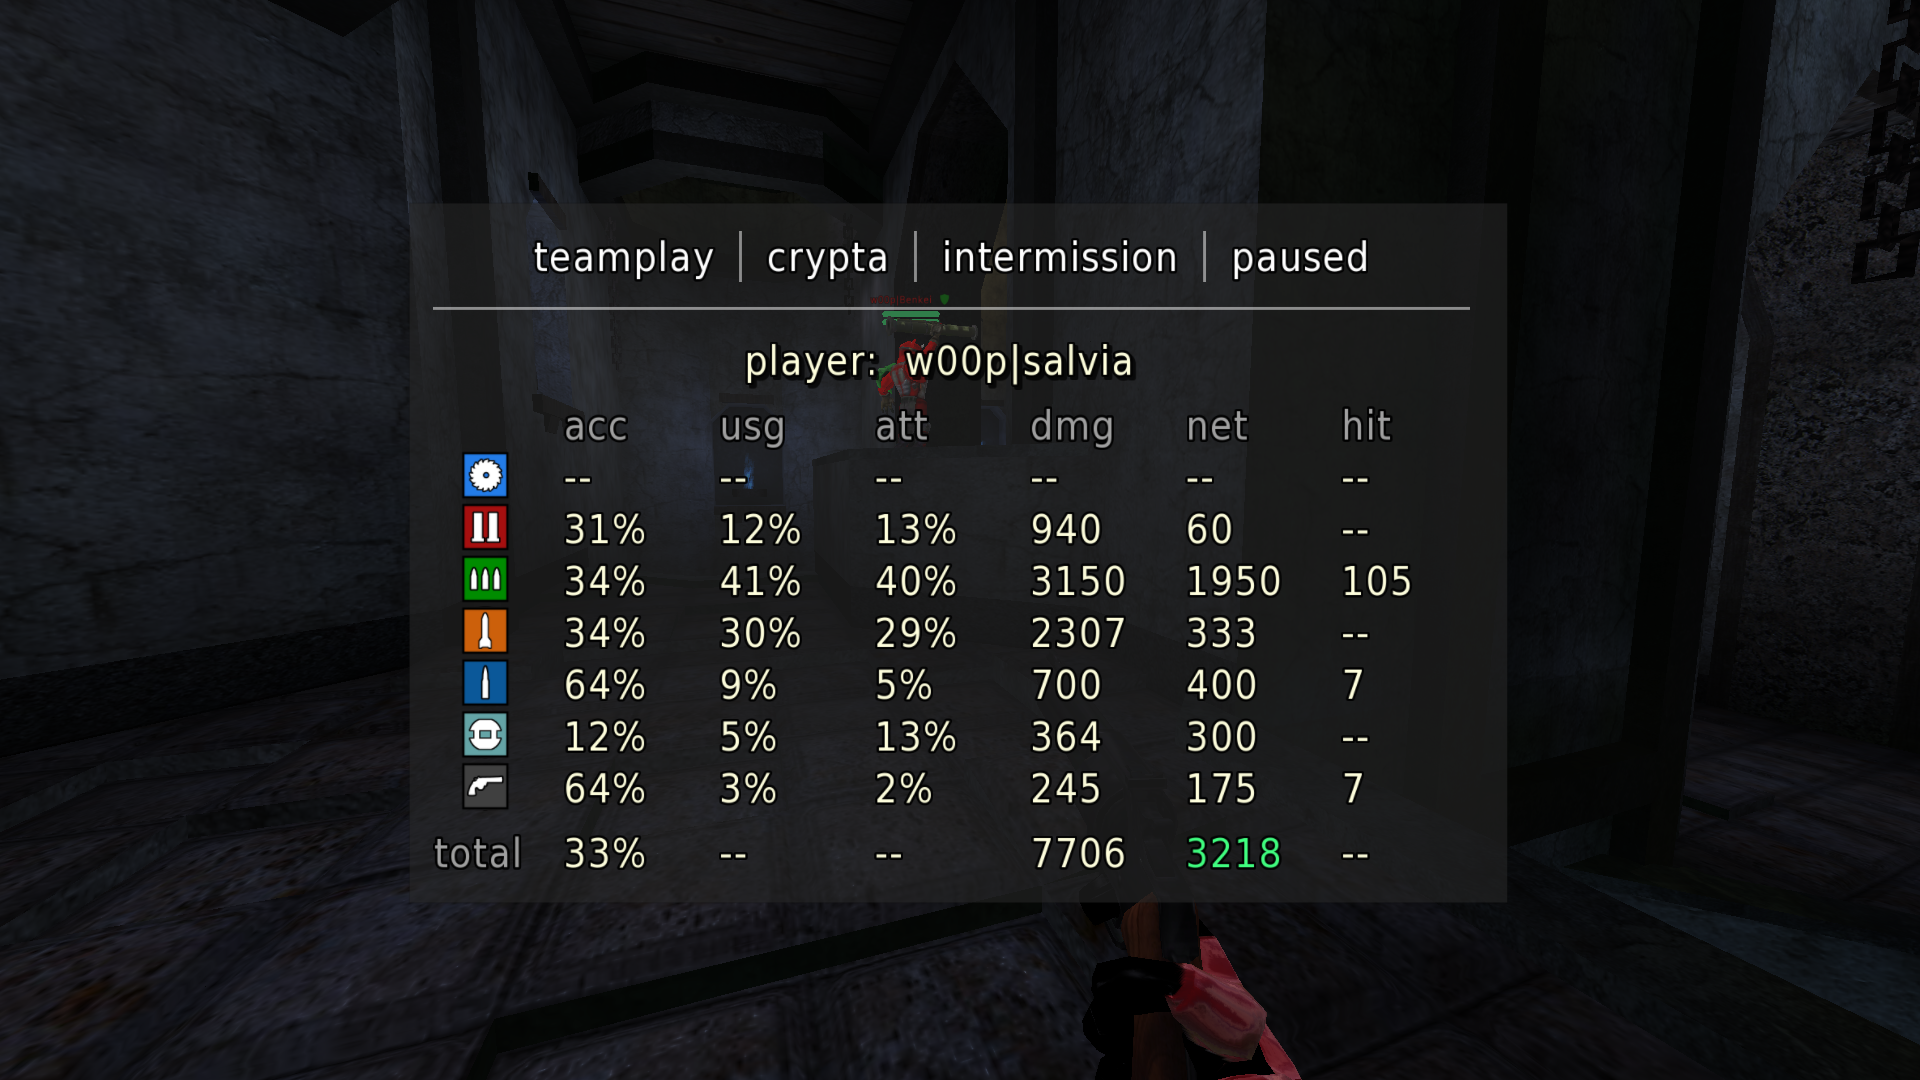 teamplay | crypta | intermission | paused
player: w00p|salvia
acc usg att dmg net hit
-- -- -- -- -- --
31% 12% 13% 940 60 --
34% 41% 40% 3150 1950 105
34% 30% 29% 2307 333 --
64% 9% 5% 700 400 7
12% 5% 13% 364 300 --
64% 3% 2% 245 175 7
total 33% -- -- 7706 3218 --